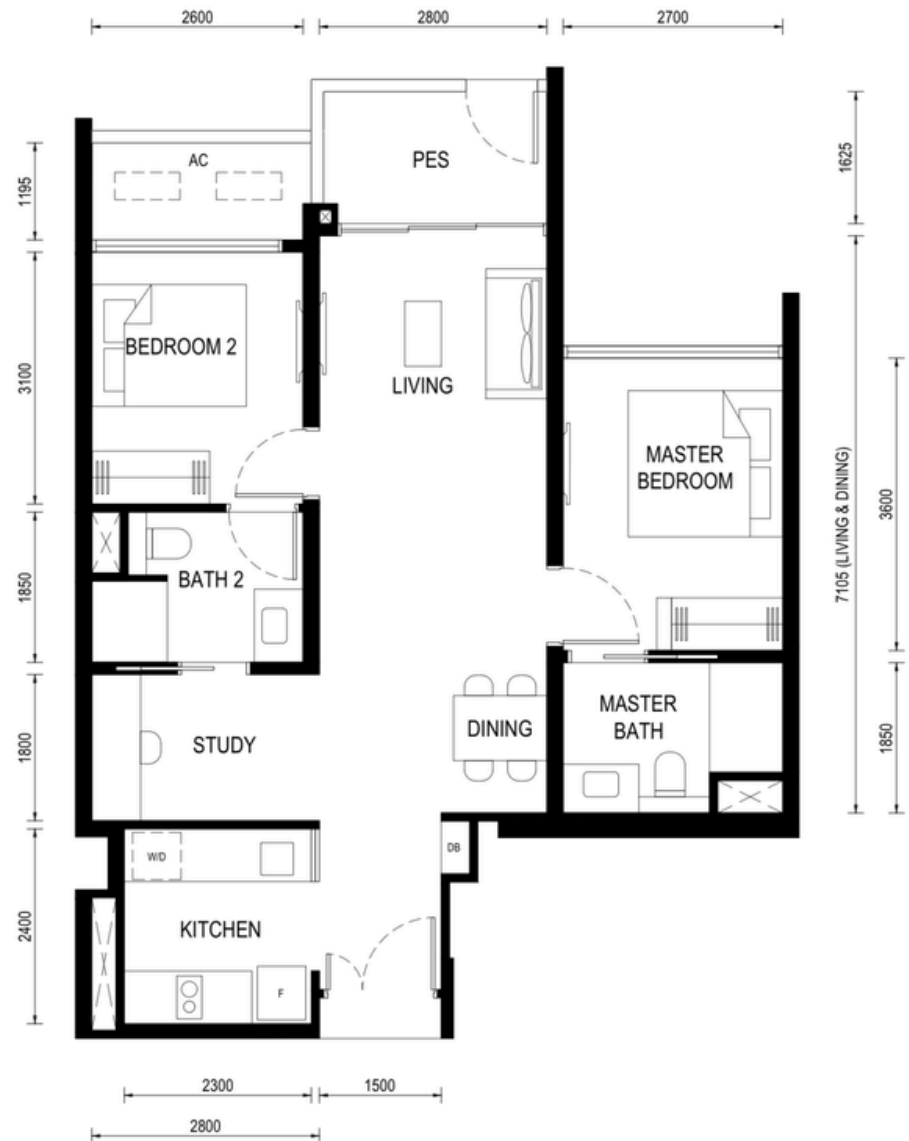 2600
2800
2700
AC
PES
1195
1625
BEDROOM 2
LIVING
3100
MASTER
BEDROOM
7105 (LIVING & DINING)
3600
BATH 2
1850
MASTER
BATH
DINING
STUDY
1800
1850
W/D
DB
KITCHEN
2400
F
2300
1500
2800